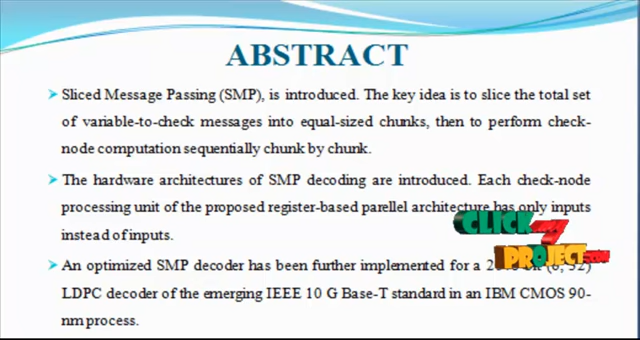 ABSTRACT
Sliced Message Passing (SMP), is introduced. The key idea is to slice the total set
of variable-to-check messages into equal-sized chunks, then to perform check-
node computation sequentially chunk by chunk.
The hardware architectures of SMP decoding are introduced. Each check-node
processing unit of the proposed register-based parellel architecture has only inputs
instead of inputs.
CLICK
MY
PROJECT.COM
An optimized SMP decoder has been further implemented for a 32)
LDPC decoder of the emerging IEEE 10 G Base-T standard in an IBM CMOS 90-
nm process.